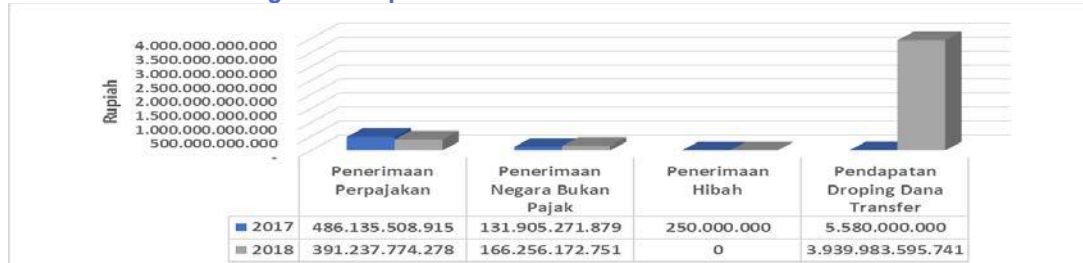 4.000.000.000.000
3.500.000.000.000
3.000.000.000.000
2.500.000.000.000
2.000.000.000.000
1.500.000.000.000
1.000.000.000.000
500.000.000.000
-
Rupiah
Penerimaan Perpajakan
Penerimaan Negara Bukan Pajak
Penerimaan Hibah
Pendapatan Droping Dana Transfer
2017 486.135.508.915 131.905.271.879 250.000.000 5.580.000.000
2018 391.237.774.278 166.256.172.751 0 3.939.983.595.741